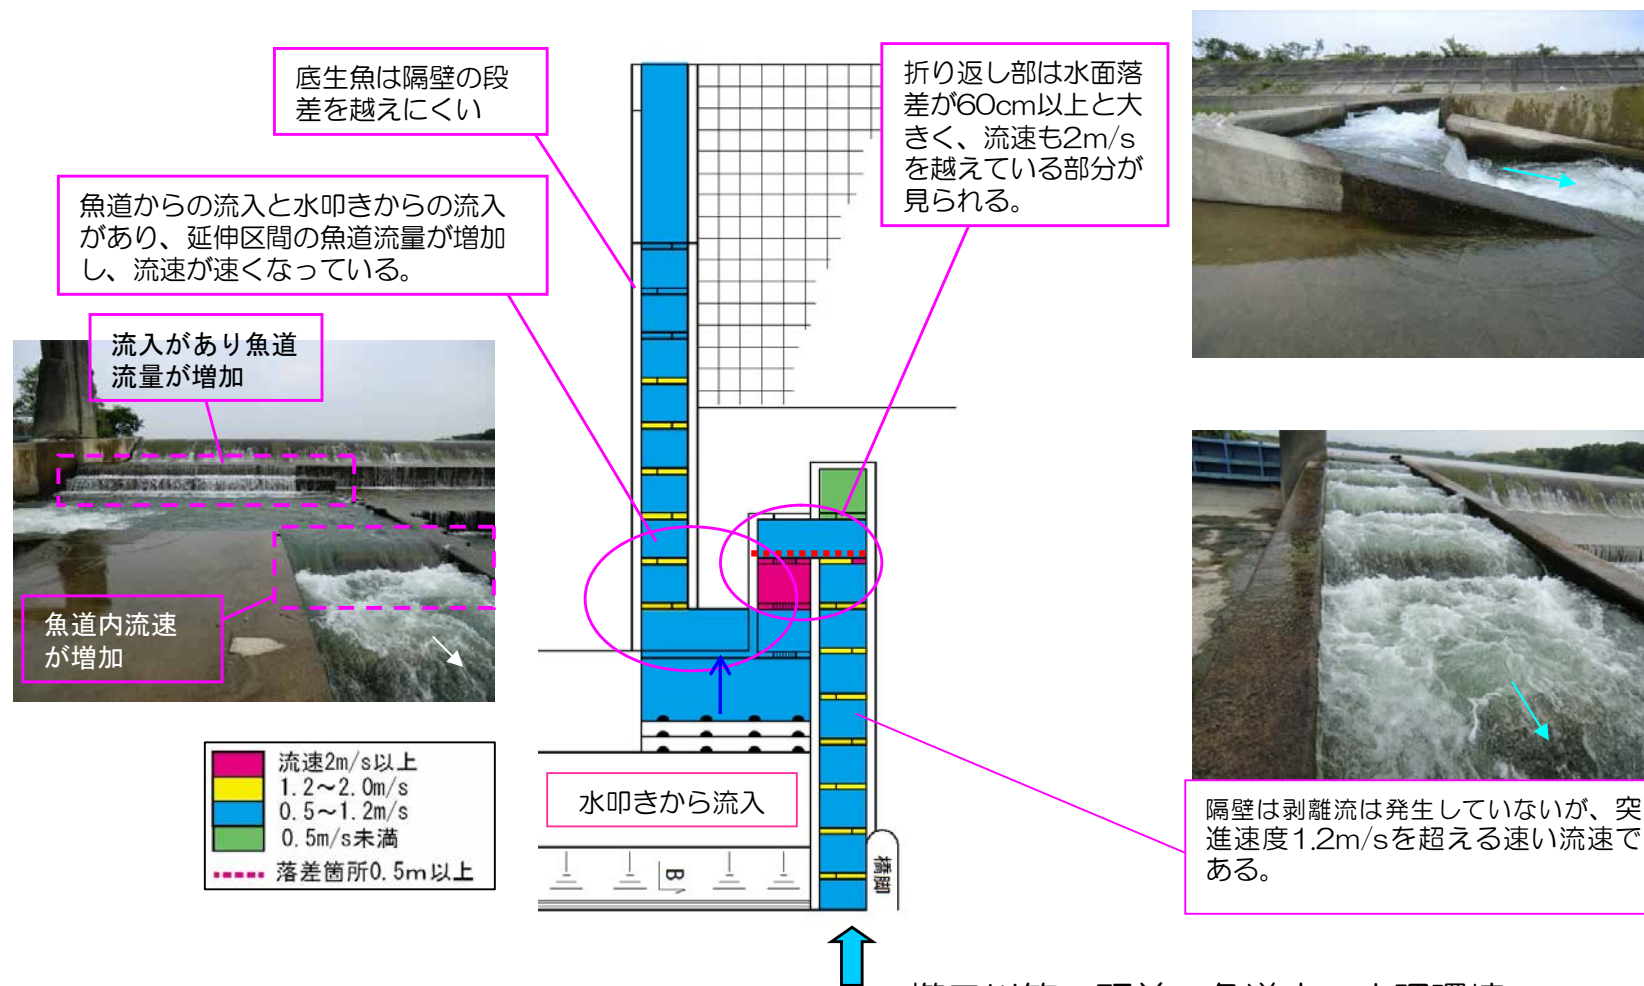 底生魚は隔壁の段
差を越えにくい
折り返し部は水面落
差が60cm以上と大
きく、流速も2m/s
を越えている部分が
見られる。
魚道からの流入と水叩きからの流入
があり、延伸区間の魚道流量が増加
し、流速が速くなっている。
流入があり魚道
流量が増加
魚道内流速
が増加
流速2m/s以上
1.2～2.0m/s
0.5～1.2m/s
0.5m/s未満
落差箇所0.5m以上
水叩きから流入
B
橋脚
隔壁は剥離流は発生していないが、突
進速度1.2m/sを超える速い流速で
ある。